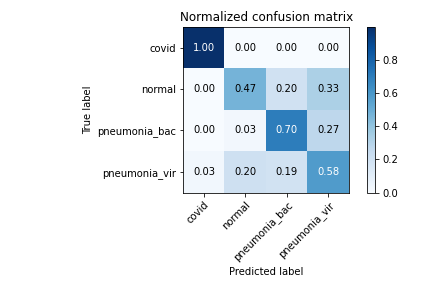 Normalized confusion matrix
covid 1.00 0.00 0.00 0.00
normal 0.00 0.47 0.20 0.33
pneumonia_bac 0.00 0.03 0.70 0.27
pneumonia_vir 0.03 0.20 0.19 0.58
True label
covid normal pneumonia_bac pneumonia_vir
Predicted label
0.8
0.6
0.4
0.2
0.0